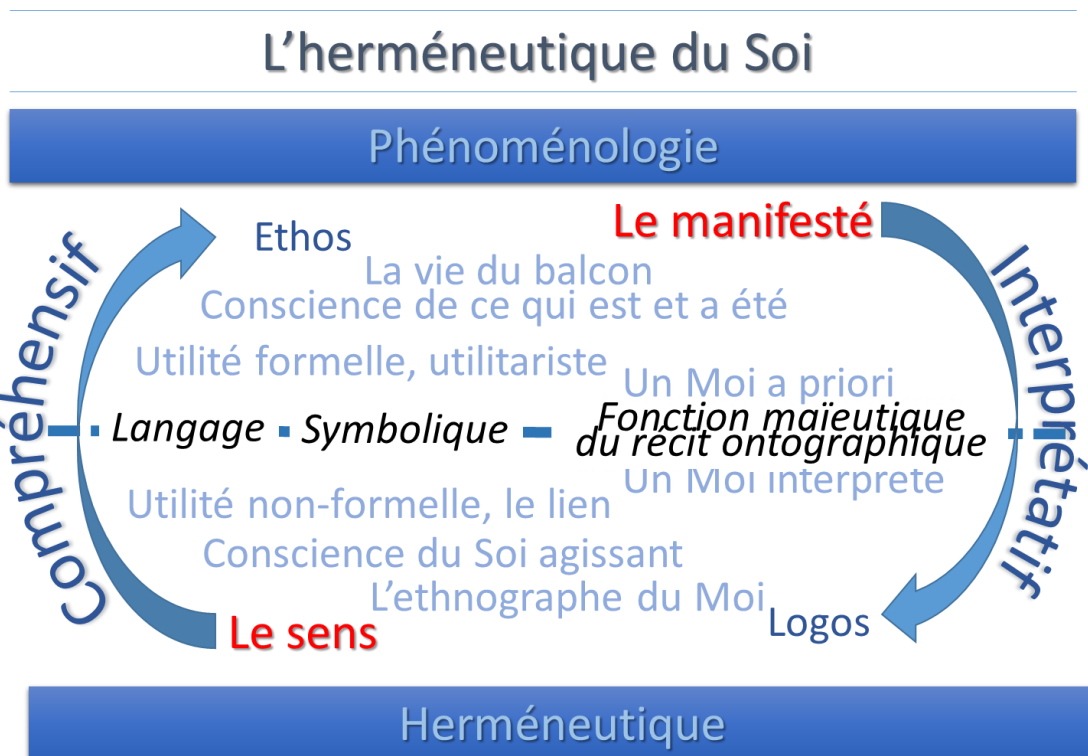 L'herméneutique du Soi
Phénoménologie
Ethos
Le manifesté
La vie du balcon
Conscience de ce qui est et a été
Utilité formelle, utilitariste
Un Moi a priori
Compréhensif
Interprétatif
Langage
Symbolique
Fonction maïeutique
du récit ontographique
Un Moi interprète
Utilité non-formelle, le lien
Conscience du Soi agissant
L'ethnographe du Moi
Logos
Le sens
Herméneutique